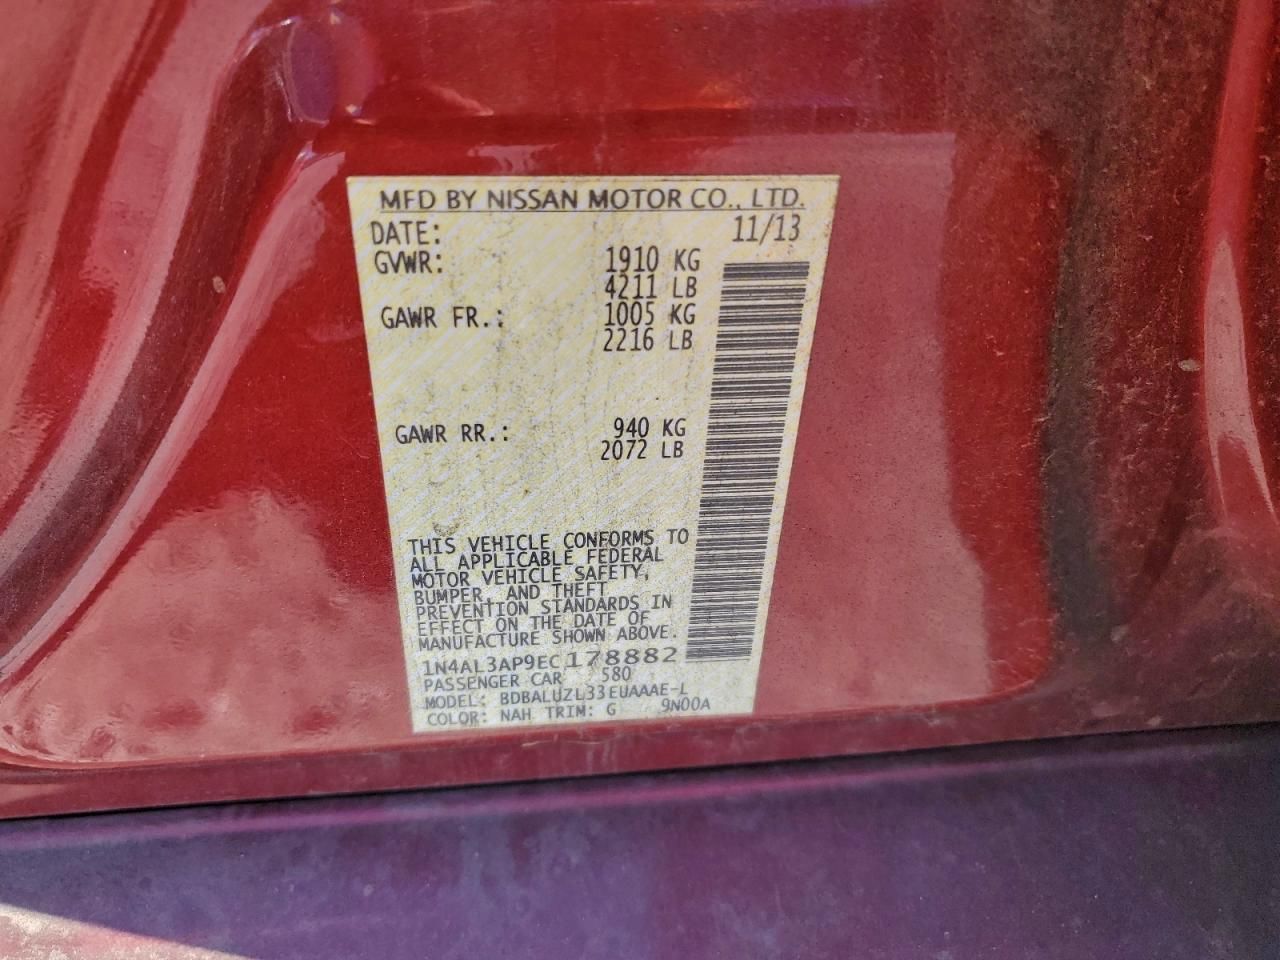 MFD BY NISSAN MOTOR CO., LTD.
DATE: 11/13
GVWR: 1910 KG
4211 LB
GAWR FR.: 1005 KG
2216 LB
GAWR RR.: 940 KG
2072 LB
THIS VEHICLE CONFORMS TO
ALL APPLICABLE FEDERAL
MOTOR VEHICLE SAFETY,
BUMPER, AND THEFT
PREVENTION STANDARDS IN
EFFECT ON THE DATE OF
MANUFACTURE SHOWN ABOVE.
1N4AL3AP9EC178882
PASSENGER CAR 580
MODEL: BDBALUZL33EUAAAE-L
COLOR: NAH TRIM: G 9N00A